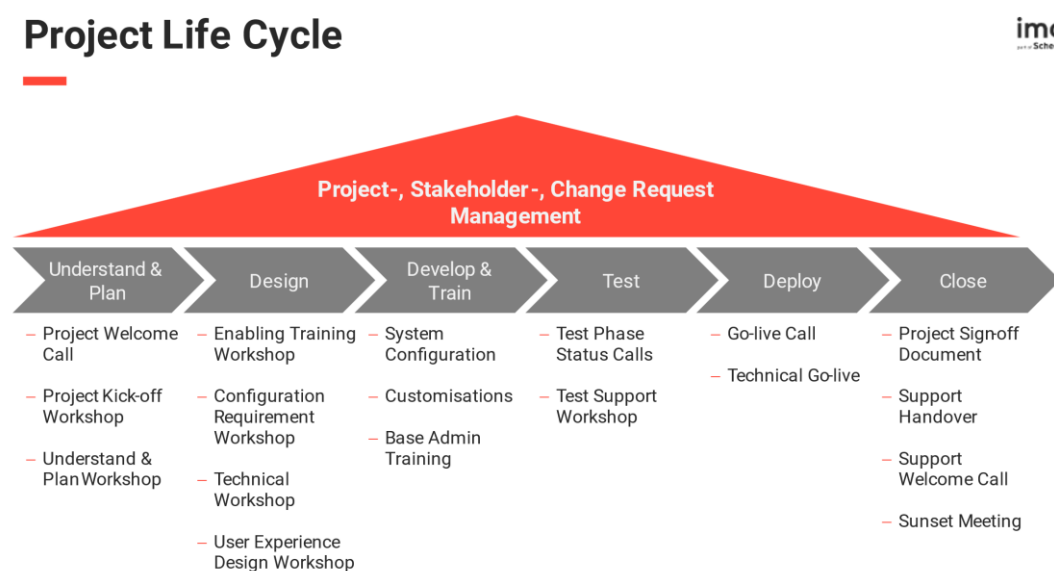 Project Life Cycle
Project-, Stakeholder-, Change Request
Management
Understand &
Plan
Design
Develop &
Train
Test
Deploy
Close
– Project Welcome
Call
– Project Kick-off
Workshop
– Understand &
Plan Workshop
– Enabling Training
Workshop
– Configuration
Requirement
Workshop
– Technical
Workshop
– User Experience
Design Workshop
– System
Configuration
– Customisations
– Base Admin
Training
– Test Phase
Status Calls
– Test Support
Workshop
– Go-live Call
– Technical Go-live
– Project Sign-off
Document
– Support
Handover
– Support
Welcome Call
– Sunset Meeting